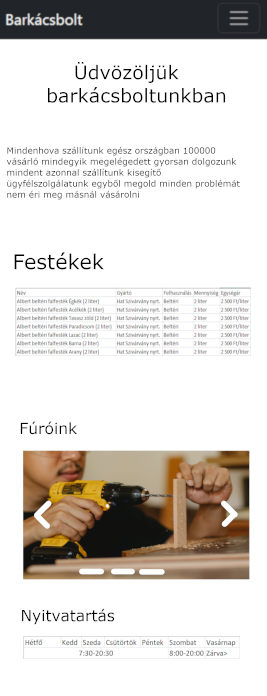 Barkácsbolt
Üdvözöljük
barkácsboltunkban
Mindenhova szállítunk egész országban 100000
vásárló mindegyik megelégedett gyorsan dolgozunk
mindent azonnal szállítunk kisegítő
ügyfélszolgálatunk egyből megold minden problémát
nem éri meg másnál vásárolni
Festékek
Név Gyártó Felhasználás Mennyiség Egységár
Albert beltéri falfesték Égkék (2 liter) Hat Szivárvány nyrt. Beltéri 2 liter 2 500 Ft/liter
Albert beltéri falfesték Autókék (2 liter) Hat Szivárvány nyrt. Beltéri 2 liter 2 500 Ft/liter
Albert beltéri falfesték Tavasz zöld (2 liter) Hat Szivárvány nyrt. Beltéri 2 liter 2 500 Ft/liter
Albert beltéri falfesték Paradicsom (2 liter) Hat Szivárvány nyrt. Beltéri 2 liter 2 500 Ft/liter
Albert beltéri falfesték Lazac (2 liter) Hat Szivárvány nyrt. Beltéri 2 liter 2 500 Ft/liter
Albert beltéri falfesték Barna (2 liter) Hat Szivárvány nyrt. Beltéri 2 liter 2 500 Ft/liter
Albert beltéri falfesték Arany (2 liter) Hat Szivárvány nyrt. Beltéri 2 liter 2 500 Ft/liter
Fúróink
Nyitvatartás
Hétfő Kedd Szeda Csütörtök Péntek Szombat Vasárnap
7:30-20:30 8:00-20:00 Zárva>